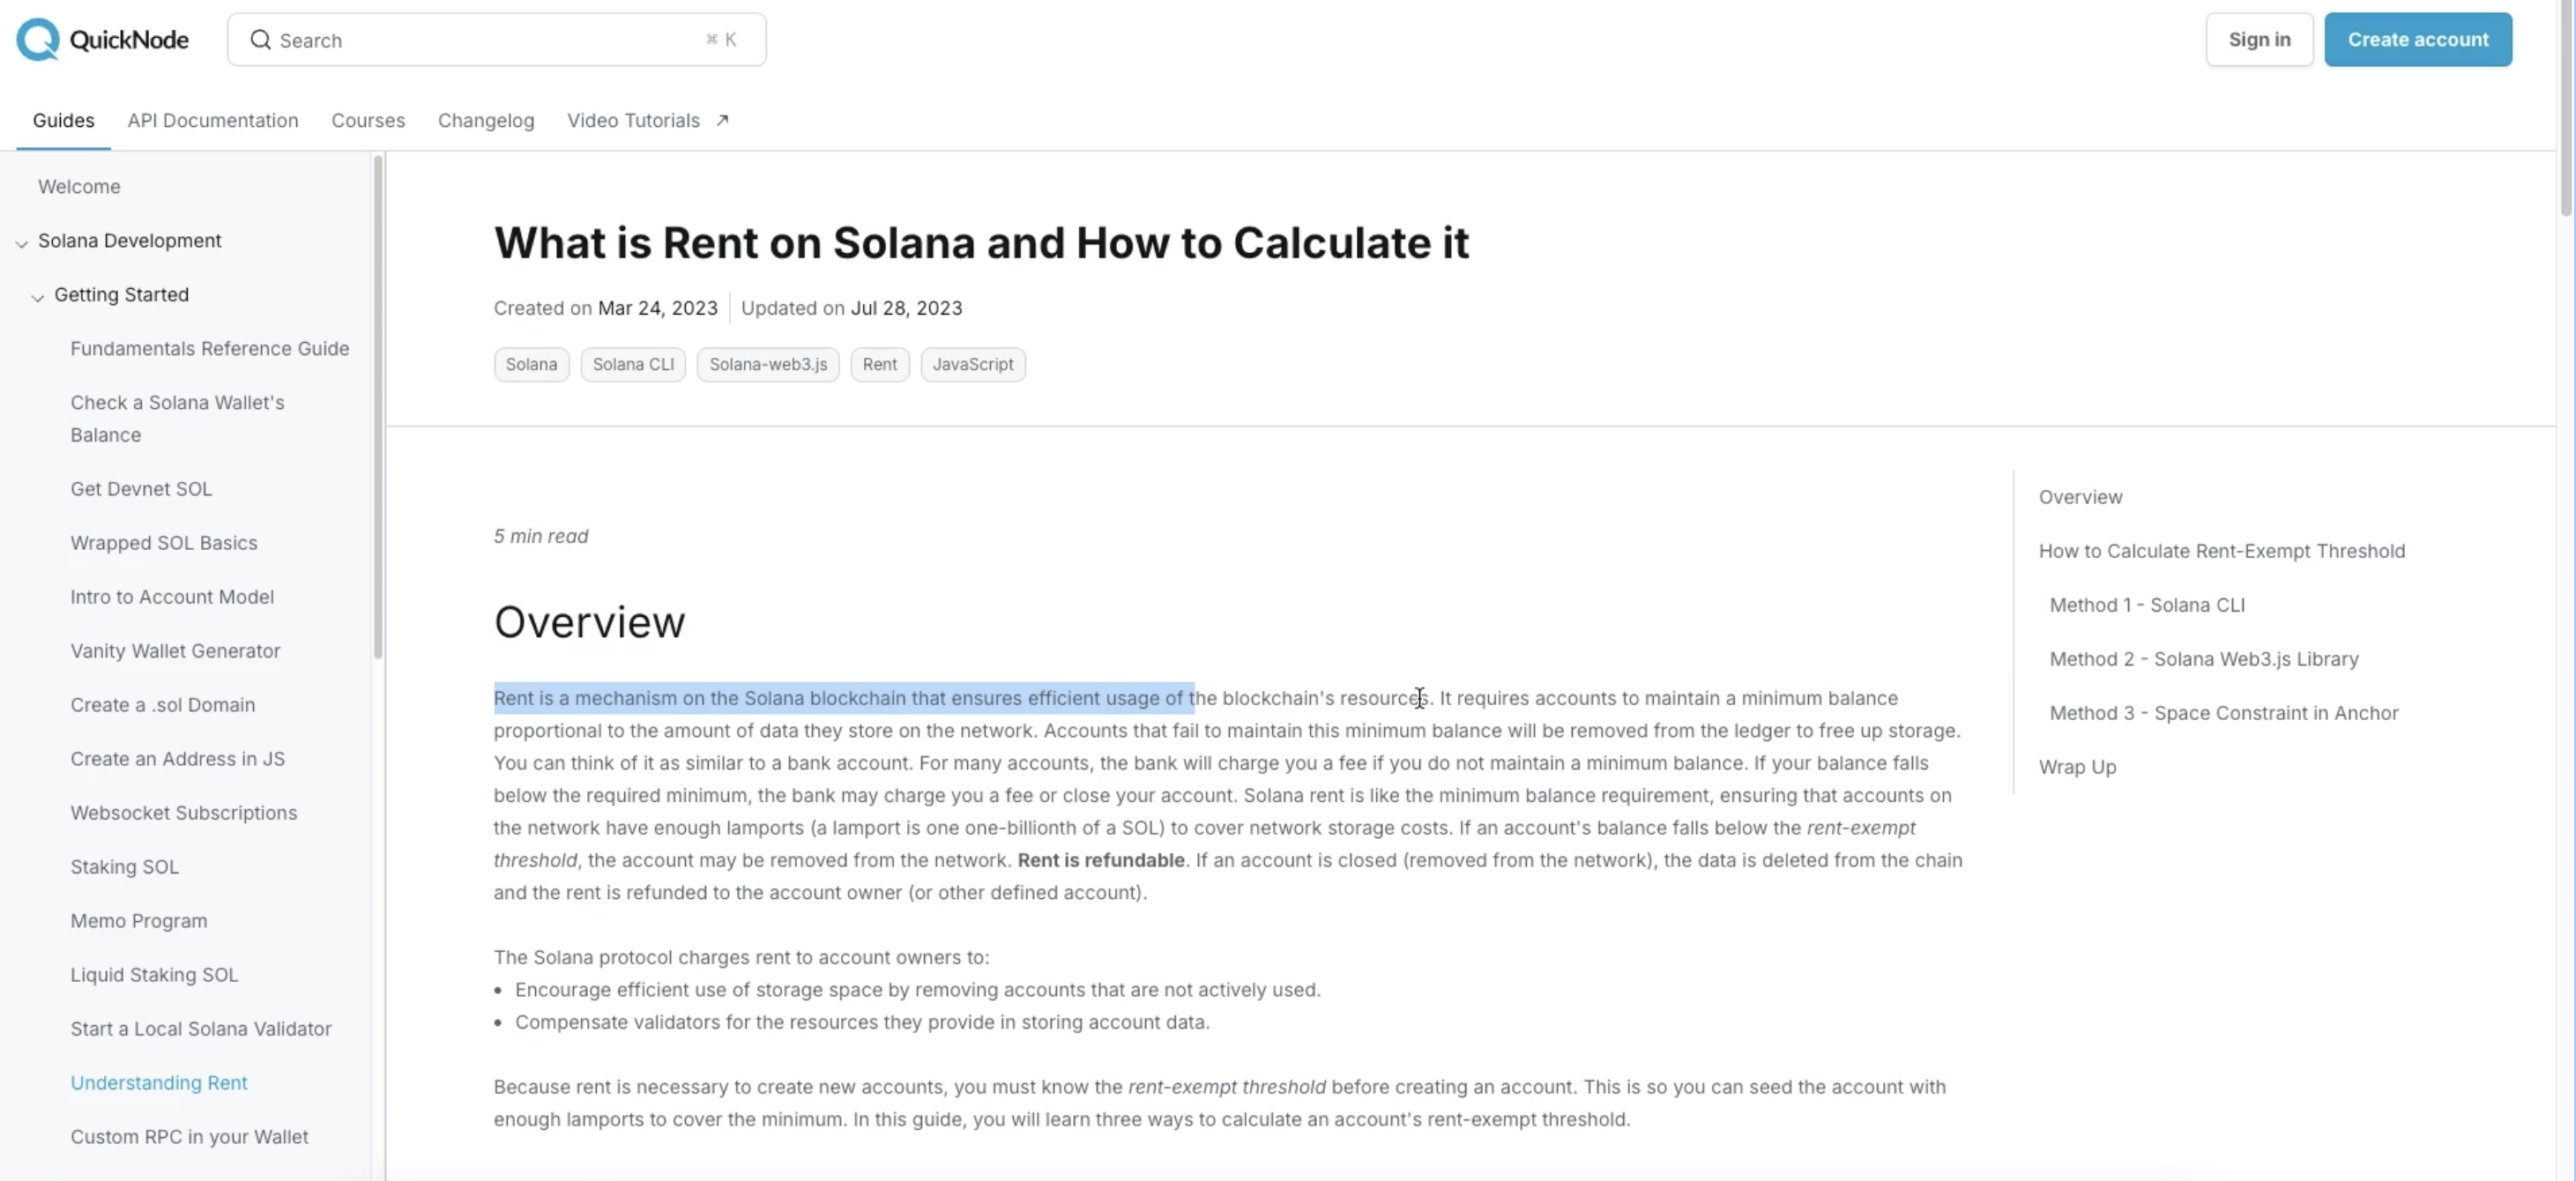 QuickNode
Search
⌘ K
Sign in
Create account
Guides
API Documentation
Courses
Changelog
Video Tutorials ↗
Welcome
Solana Development
Getting Started
Fundamentals Reference Guide
Check a Solana Wallet's
Balance
Get Devnet SOL
Wrapped SOL Basics
Intro to Account Model
Vanity Wallet Generator
Create a .sol Domain
Create an Address in JS
Websocket Subscriptions
Staking SOL
Memo Program
Liquid Staking SOL
Start a Local Solana Validator
Understanding Rent
Custom RPC in your Wallet
What is Rent on Solana and How to Calculate it
Created on Mar 24, 2023
Updated on Jul 28, 2023
Solana
Solana CLI
Solana-web3.js
Rent
JavaScript
5 min read
Overview
Rent is a mechanism on the Solana blockchain that ensures efficient usage of the blockchain's resources. It requires accounts to maintain a minimum balance
proportional to the amount of data they store on the network. Accounts that fail to maintain this minimum balance will be removed from the ledger to free up storage.
You can think of it as similar to a bank account. For many accounts, the bank will charge you a fee if you do not maintain a minimum balance. If your balance falls
below the required minimum, the bank may charge you a fee or close your account. Solana rent is like the minimum balance requirement, ensuring that accounts on
the network have enough lamports (a lamport is one one-billionth of a SOL) to cover network storage costs. If an account's balance falls below the rent-exempt
threshold, the account may be removed from the network. Rent is refundable. If an account is closed (removed from the network), the data is deleted from the chain
and the rent is refunded to the account owner (or other defined account).
The Solana protocol charges rent to account owners to:
• Encourage efficient use of storage space by removing accounts that are not actively used.
• Compensate validators for the resources they provide in storing account data.
Because rent is necessary to create new accounts, you must know the rent-exempt threshold before creating an account. This is so you can seed the account with
enough lamports to cover the minimum. In this guide, you will learn three ways to calculate an account's rent-exempt threshold.
Overview
How to Calculate Rent-Exempt Threshold
Method 1 - Solana CLI
Method 2 - Solana Web3.js Library
Method 3 - Space Constraint in Anchor
Wrap Up